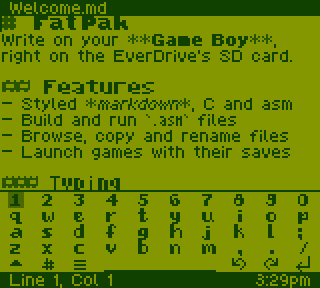 Welcome.md
# FatPak
Write on your **Game Boy**,
right on the EverDrive's SD card.
## Features
- Styled *markdown*, C and asm
- Build and run `.asm` files
- Browse, copy and rename files
- Launch games with their saves
### Typing
1 2 3 4 5 6 7 8 9 0
q w e r t y u i o p
a s d f g h j k l ;
z x c v b n m , . /
#
Line 1, Col 1 3:29pm